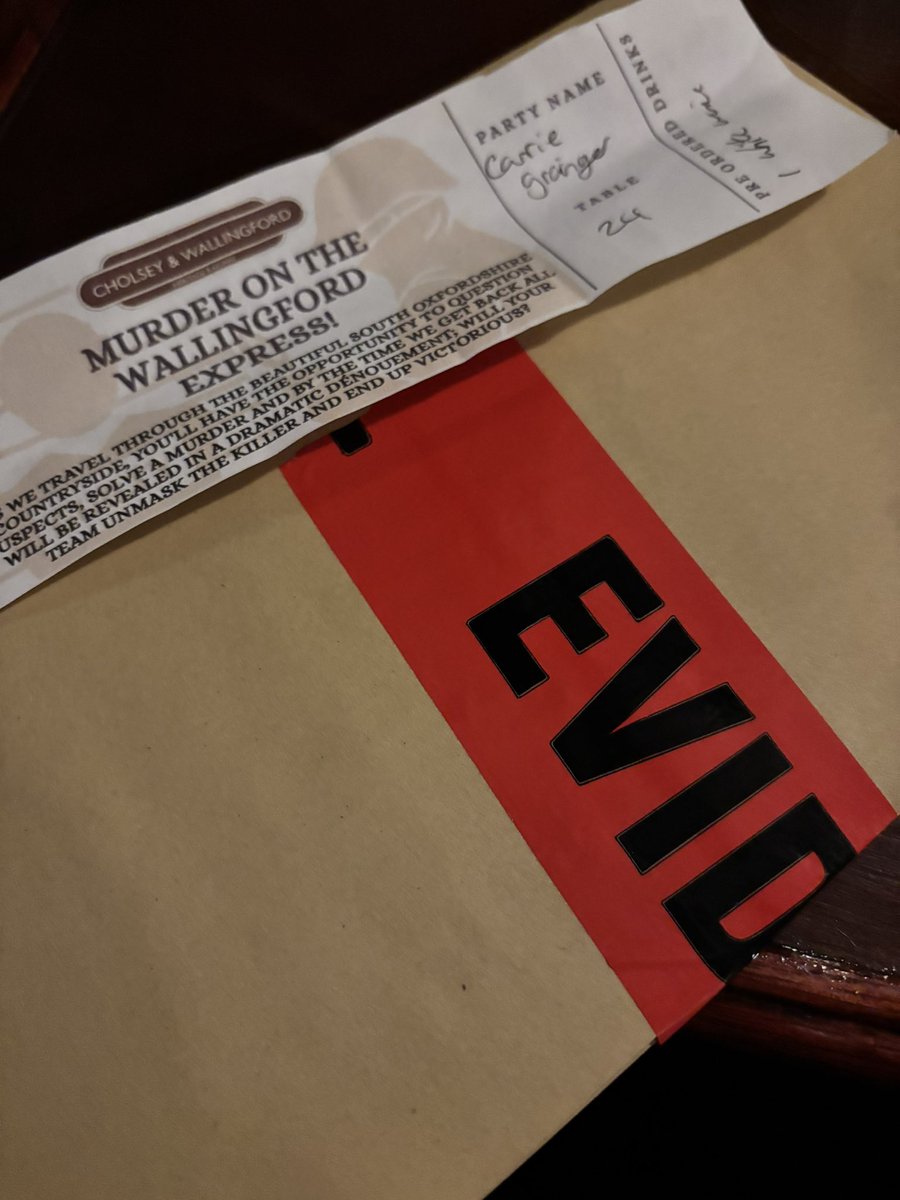 CHOLSEY & WALLINGFORD
MURDER ON THE
WALLINGFORD
EXPRESS!
WE TRAVEL THROUGH THE BEAUTIFUL SOUTH OXFORDSHIRE
COUNTRYSIDE, YOU'LL HAVE THE OPPORTUNITY TO QUESTION
USPECTS, SOLVE A MURDER AND BY THE TIME WE GET BACK ALL
WILL BE REVEALED IN A DRAMATIC DÉNOUEMENT; WILL YOUR
TEAM UNMASK THE KILLER AND END UP VICTORIOUS?
PARTY NAME
Carrie
grainger
TABLE
PRE ORDERED DRINKS
1 white wine
EVID